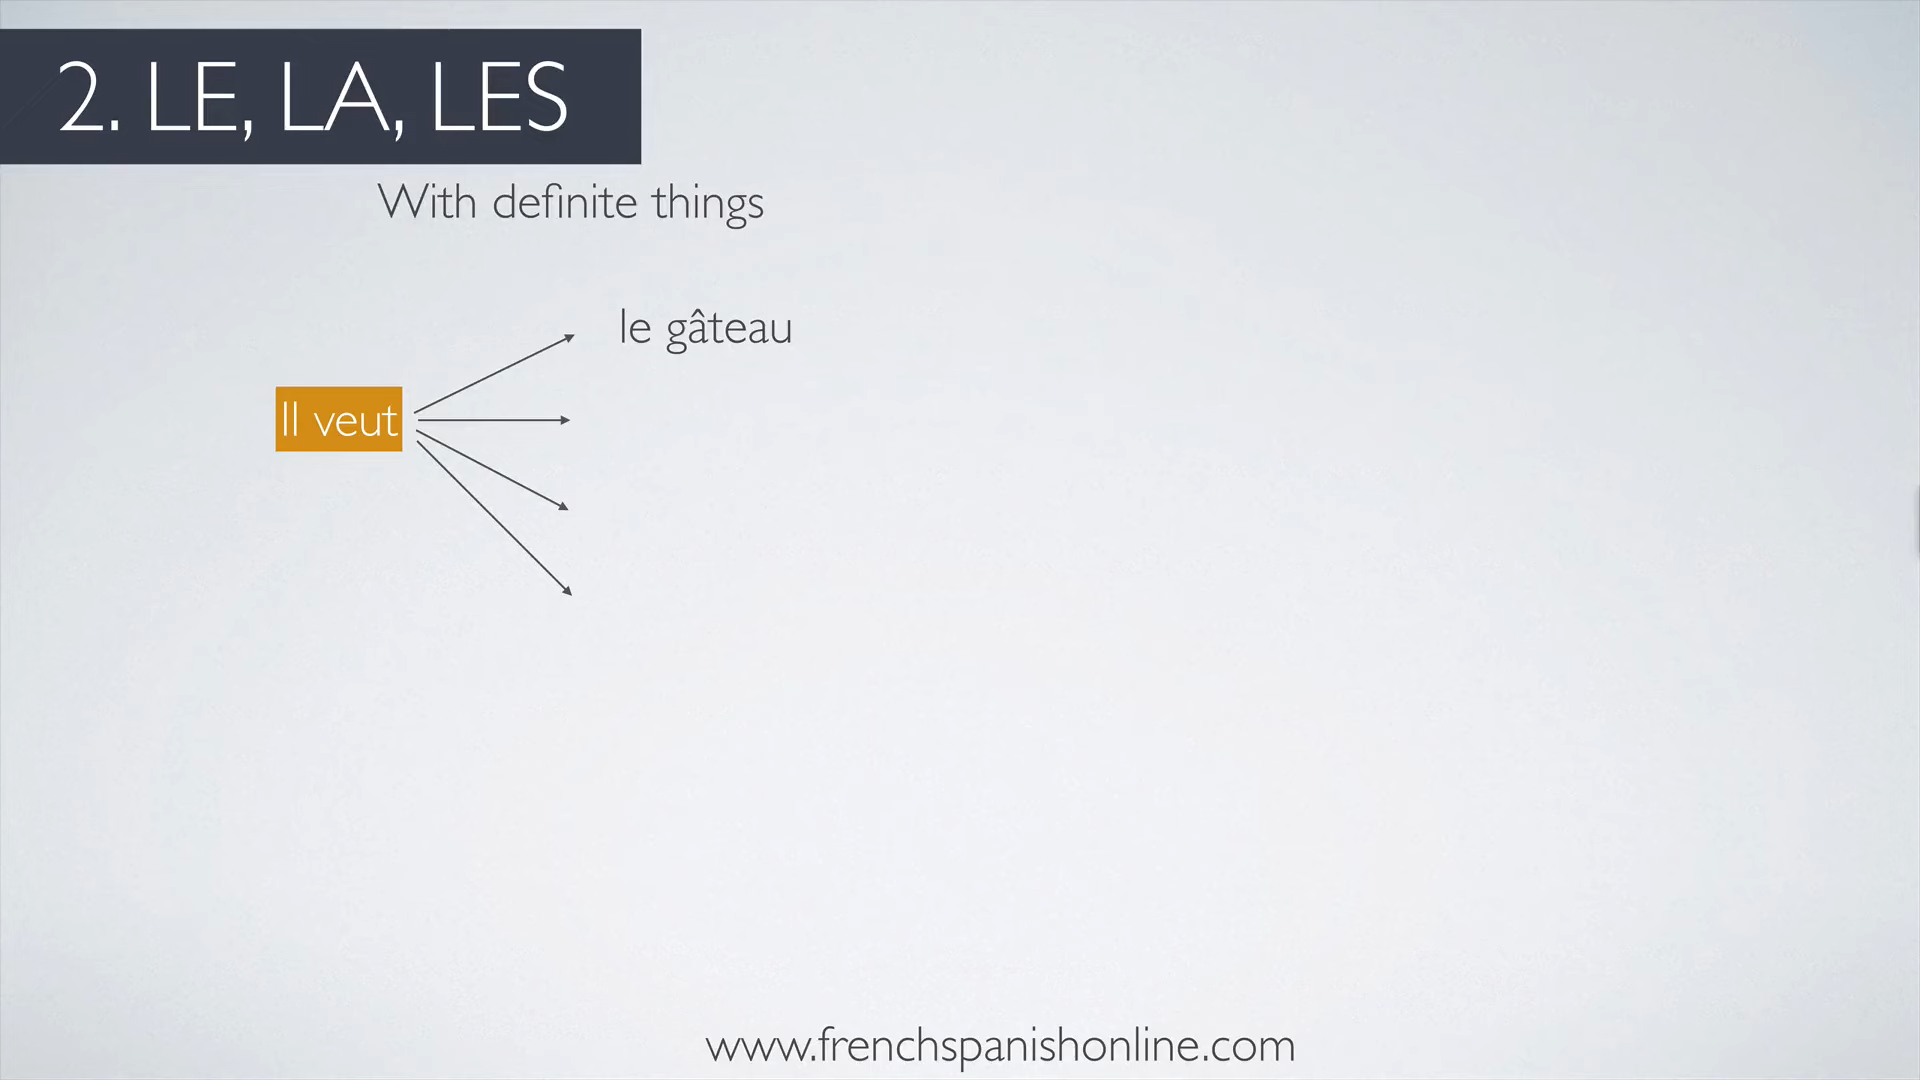 2. LE, LA, LES
With definite things
le gâteau
Il veut
www.frenchspanishonline.com